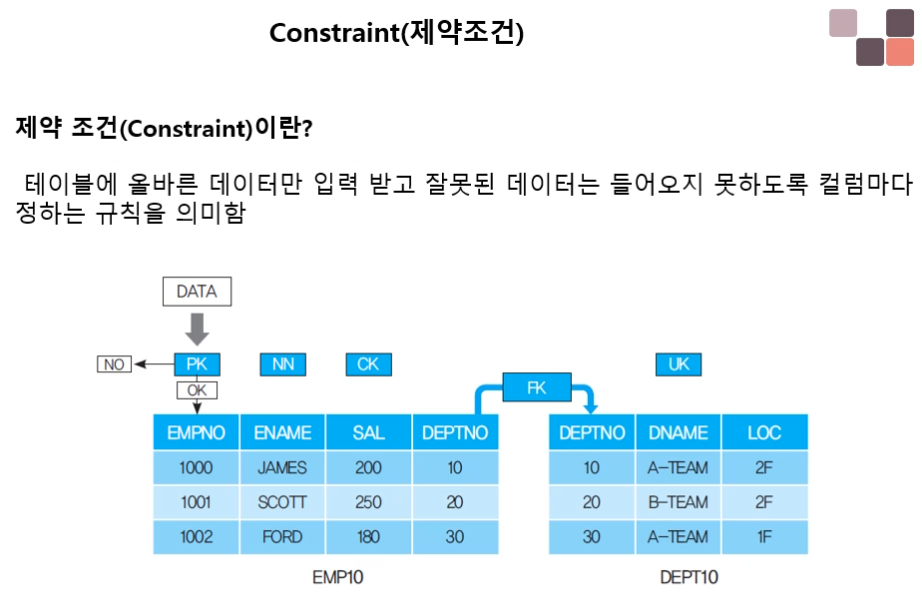 Constraint(제약조건)
제약 조건(Constraint)이란?
테이블에 올바른 데이터만 입력 받고 잘못된 데이터는 들어오지 못하도록 컬럼마다
정하는 규칙을 의미함
DATA
NO PK NN CK FK UK
OK
EMPNO ENAME SAL DEPTNO DEPTNO DNAME LOC
1000 JAMES 200 10 10 A-TEAM 2F
1001 SCOTT 250 20 20 B-TEAM 2F
1002 FORD 180 30 30 A-TEAM 1F
EMP10 DEPT10